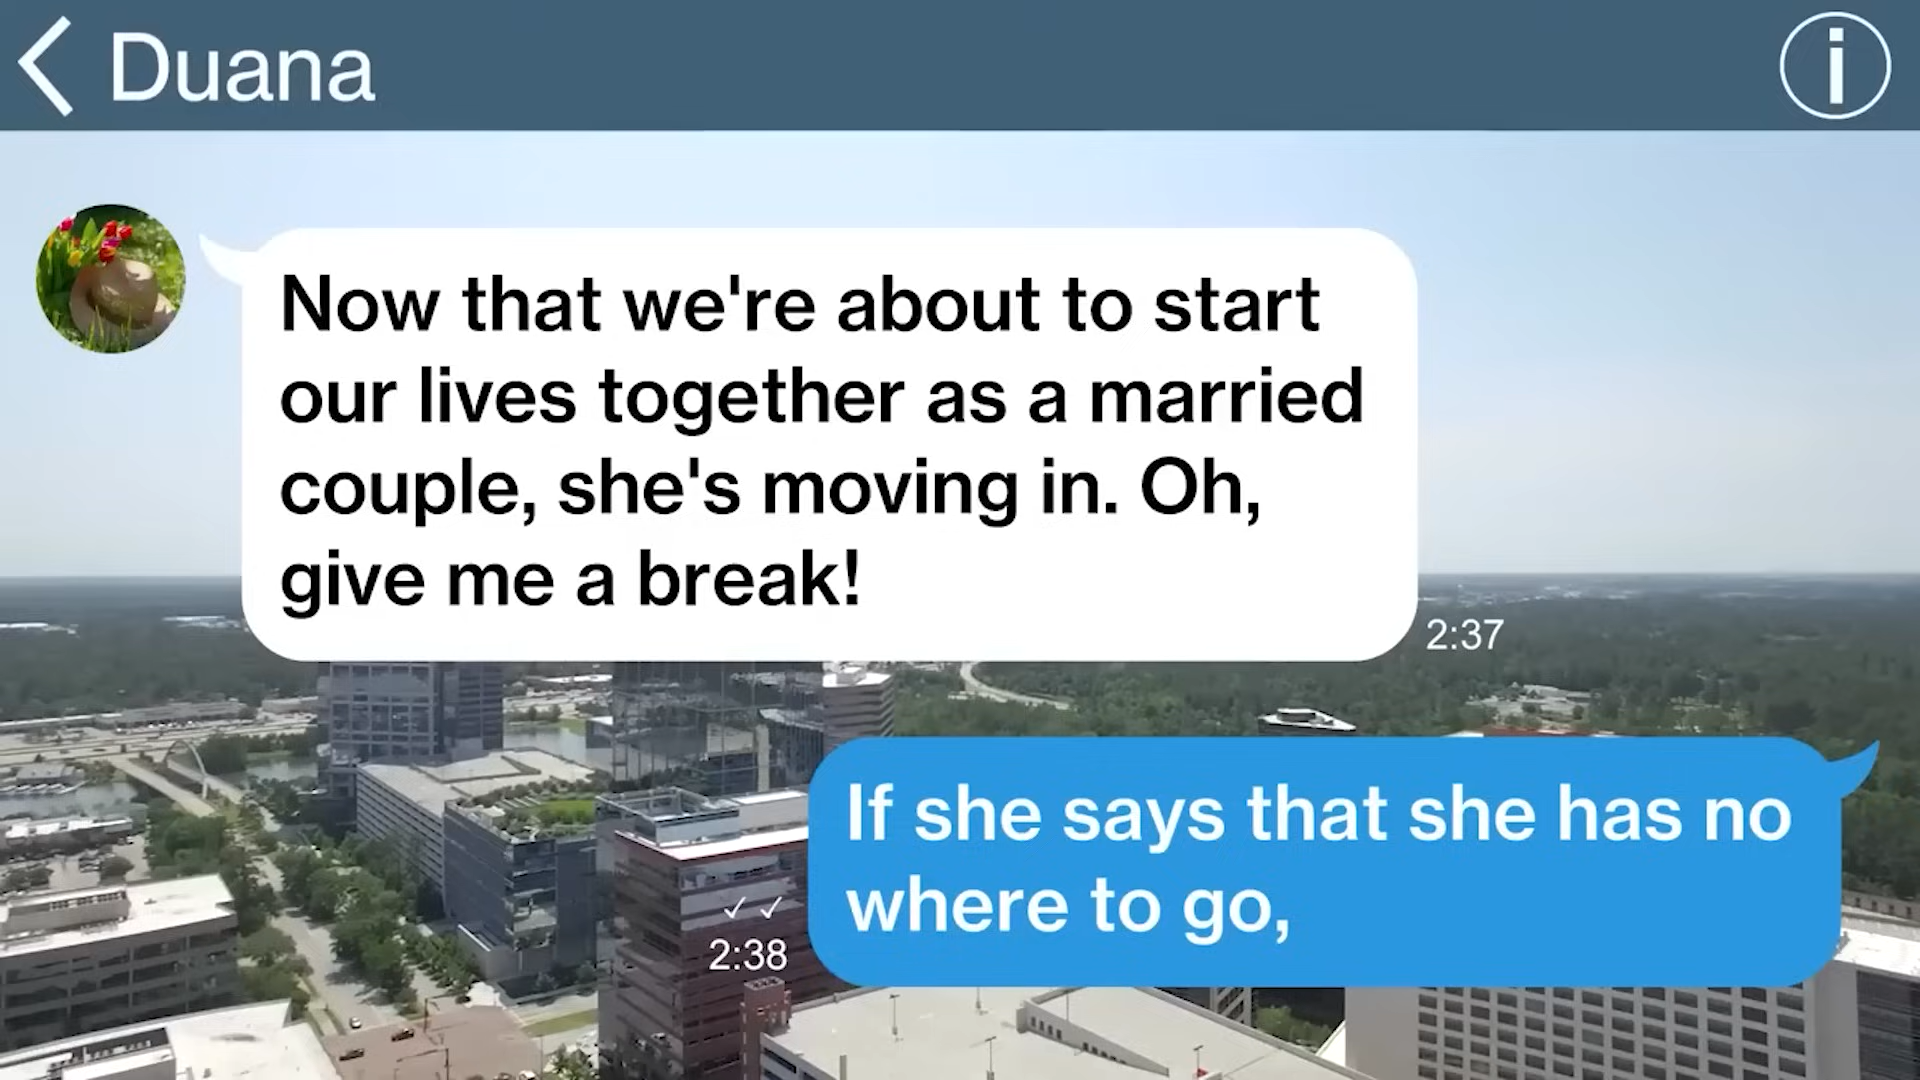 Duana
Now that we're about to start
our lives together as a married
couple, she's moving in. Oh,
give me a break!
2:37
If she says that she has no
where to go,
2:38